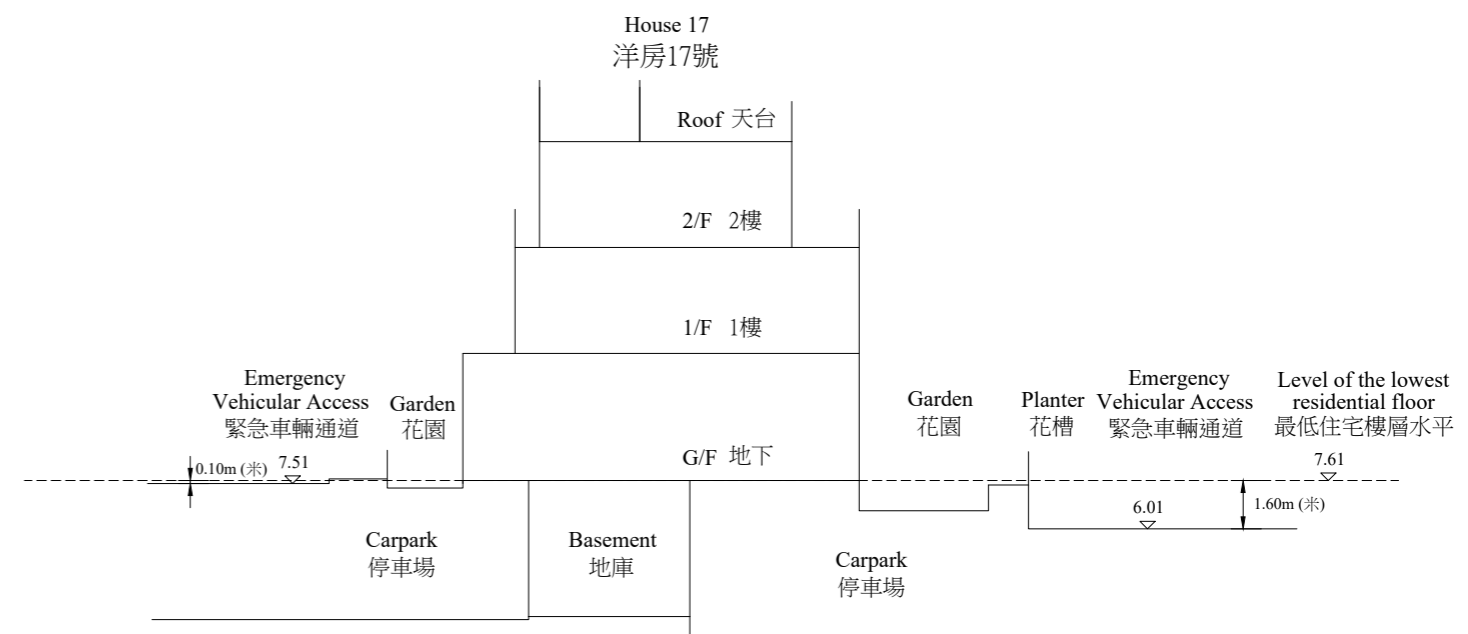 House 17
洋房17號
Roof 天台
2/F 2樓
1/F 1樓
Emergency
Vehicular Access
緊急車輛通道
Garden
花園
Garden
花園
Planter
花槽
Emergency
Vehicular Access
緊急車輛通道
Level of the lowest
residential floor
最低住宅樓層水平
G/F 地下
0.10m (米)
7.51
7.61
6.01
1.60m (米)
Carpark
停車場
Basement
地庫
Carpark
停車場